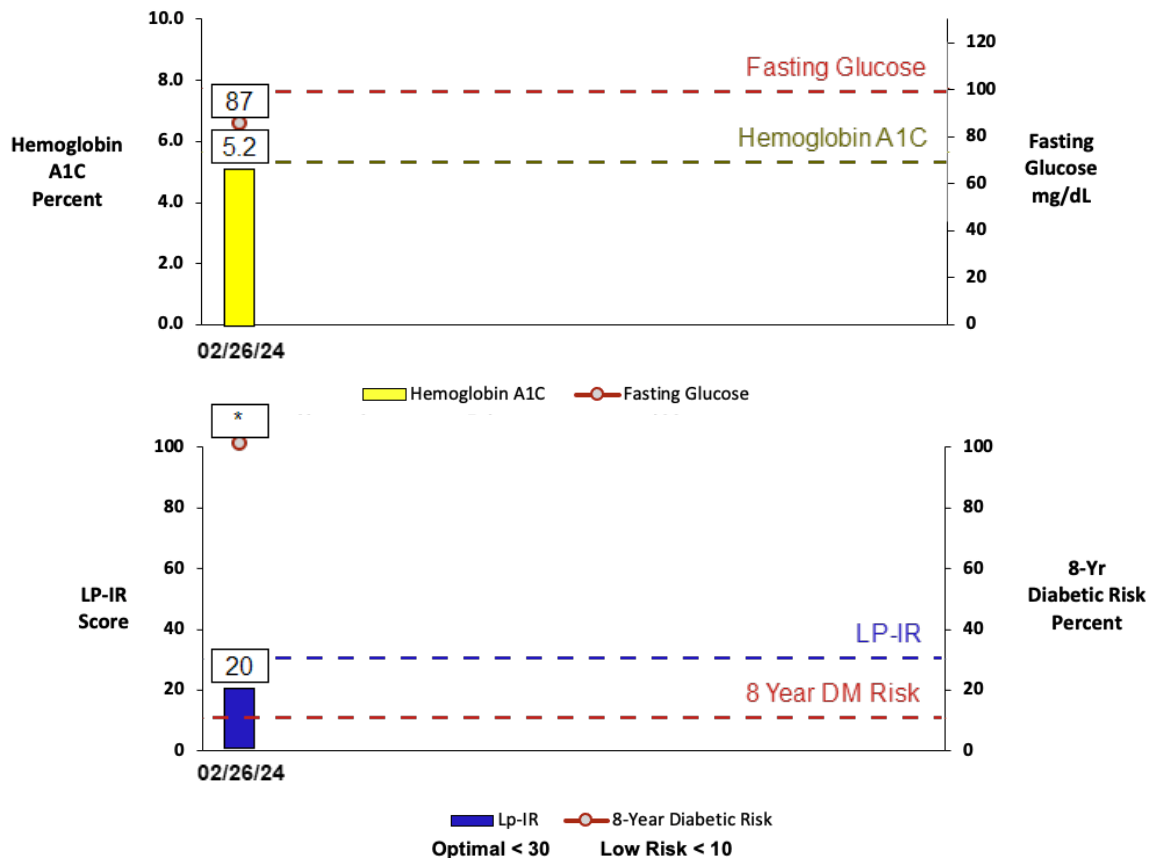 10.0
8.0
6.0
4.0
2.0
0.0
Hemoglobin
A1C
Percent
87
5.2
Fasting Glucose
Hemoglobin A1C
120
100
80
60
40
20
0
Fasting
Glucose
mg/dL
02/26/24
Hemoglobin A1C
Fasting Glucose
*
100
80
60
40
20
0
LP-IR
Score
20
LP-IR
8 Year DM Risk
100
80
60
40
20
0
8-Yr
Diabetic Risk
Percent
02/26/24
Lp-IR
8-Year Diabetic Risk
Optimal < 30
Low Risk < 10